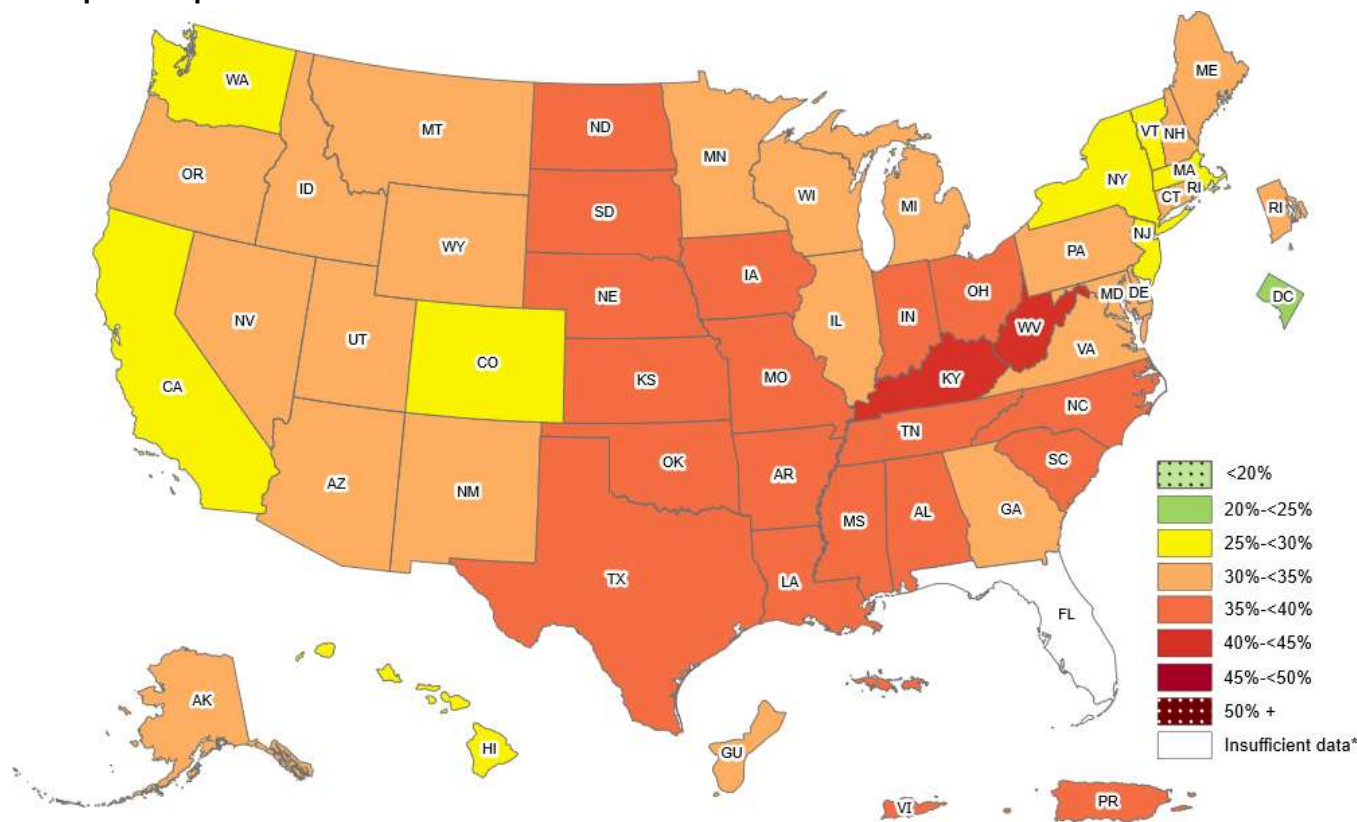 WA
MT
ND
MN
ME
VT
NH
OR
ID
SD
WI
MI
NY
MA
RI
CT
RI
WY
IA
PA
NJ
NE
OH
MD
DE
DC
NV
UT
CO
IL
IN
WV
VA
CA
KS
MO
KY
NC
TN
AZ
NM
OK
AR
SC
MS
AL
GA
TX
LA
FL
AK
HI
GU
VI
PR
<20%
20%-<25%
25%-<30%
30%-<35%
35%-<40%
40%-<45%
45%-<50%
50% +
Insufficient data*